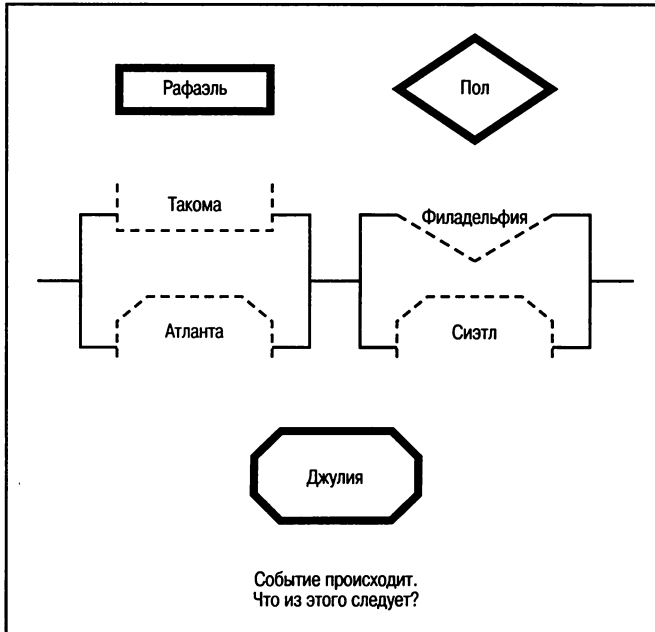 Рафаэль
Пол
Такома
Филадельфия
Атланта
Сиэтл
Джулия
Событие происходит.
Что из этого следует?